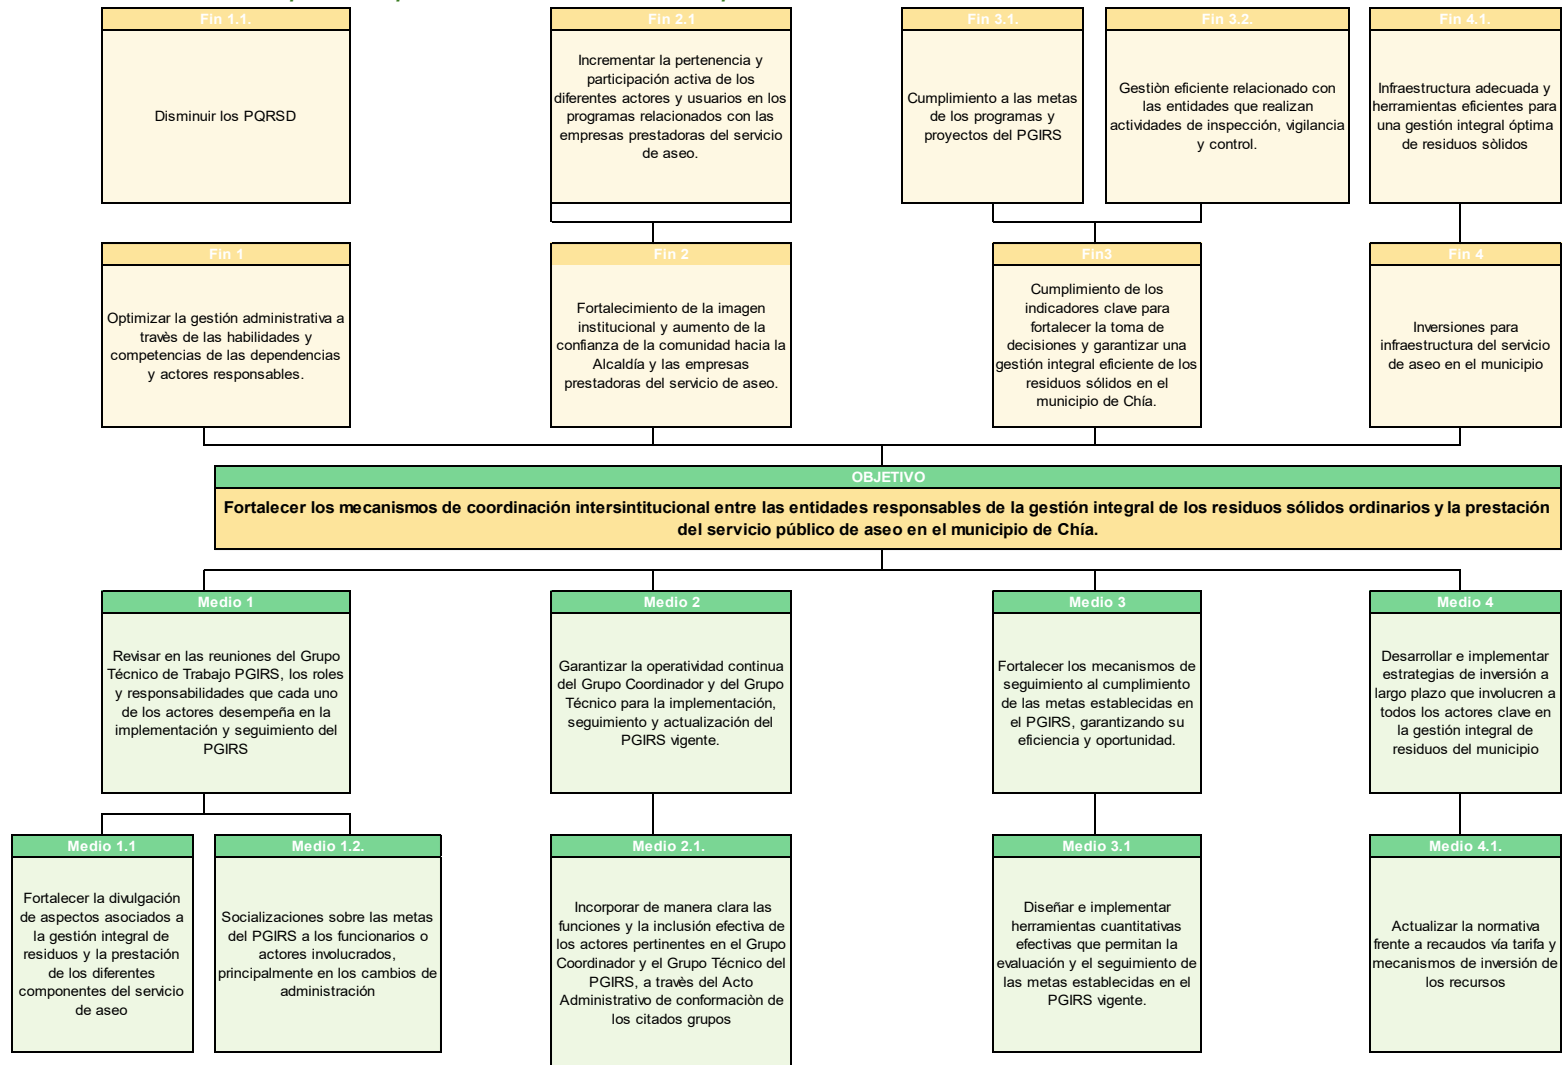 Fin 1.1.
Disminuir los PQRSD
Fin 2.1
Incrementar la pertenencia y
participación activa de los
diferentes actores y usuarios en los
programas relacionados con las
empresas prestadoras del servicio
de aseo.
Fin 3.1.
Cumplimiento a las metas
de los programas y
proyectos del PGIRS
Fin 3.2.
Gestiòn eficiente relacionado con
las entidades que realizan
actividades de inspección, vigilancia
y control.
Fin 4.1.
Infraestructura adecuada y
herramientas eficientes para
una gestión integral óptima
de residuos sòlidos
Fin 1
Optimizar la gestión administrativa a
travès de las habilidades y
competencias de las dependencias
y actores responsables.
Fin 2
Fortalecimiento de la imagen
institucional y aumento de la
confianza de la comunidad hacia la
Alcaldía y las empresas
prestadoras del servicio de aseo.
Fin3
Cumplimiento de los
indicadores clave para
fortalecer la toma de
decisiones y garantizar una
gestión integral eficiente de los
residuos sólidos en el
municipio de Chía.
Fin 4
Inversiones para
infraestructura del servicio
de aseo en el municipio
OBJETIVO
Fortalecer los mecanismos de coordinación intersintitucional entre las entidades responsables de la gestión integral de los residuos sólidos ordinarios y la prestación
del servicio público de aseo en el municipio de Chía.
Medio 1
Revisar en las reuniones del Grupo
Técnico de Trabajo PGIRS, los roles
y responsabilidades que cada uno
de los actores desempeña en la
implementación y seguimiento del
PGIRS
Medio 2
Garantizar la operatividad continua
del Grupo Coordinador y del Grupo
Técnico para la implementación,
seguimiento y actualización del
PGIRS vigente.
Medio 3
Fortalecer los mecanismos de
seguimiento al cumplimiento
de las metas establecidas en
el PGIRS, garantizando su
eficiencia y oportunidad.
Medio 4
Desarrollar e implementar
estrategias de inversión a
largo plazo que involucren a
todos los actores clave en
la gestión integral de
residuos del municipio
Medio 1.1
Fortalecer la divulgación
de aspectos asociados a
la gestión integral de
residuos y la prestación
de los diferentes
componentes del servicio
de aseo
Medio 1.2.
Socializaciones sobre las metas
del PGIRS a los funcionarios o
actores involucrados,
principalmente en los cambios de
administración
Medio 2.1.
Incorporar de manera clara las
funciones y la inclusión efectiva de
los actores pertinentes en el Grupo
Coordinador y el Grupo Técnico del
PGIRS, a travès del Acto
Administrativo de conformaciòn de
los citados grupos
Medio 3.1
Diseñar e implementar
herramientas cuantitativas
efectivas que permitan la
evaluación y el seguimiento de
las metas establecidas en el
PGIRS vigente.
Medio 4.1.
Actualizar la normativa
frente a recaudos vía tarifa y
mecanismos de inversión de
los recursos